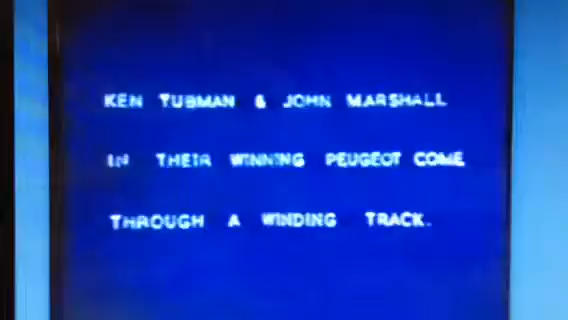 KEN TUBMAN & JOHN MARSHALL
IN THEIR WINNING PEUGEOT COME
THROUGH A WINDING TRACK.